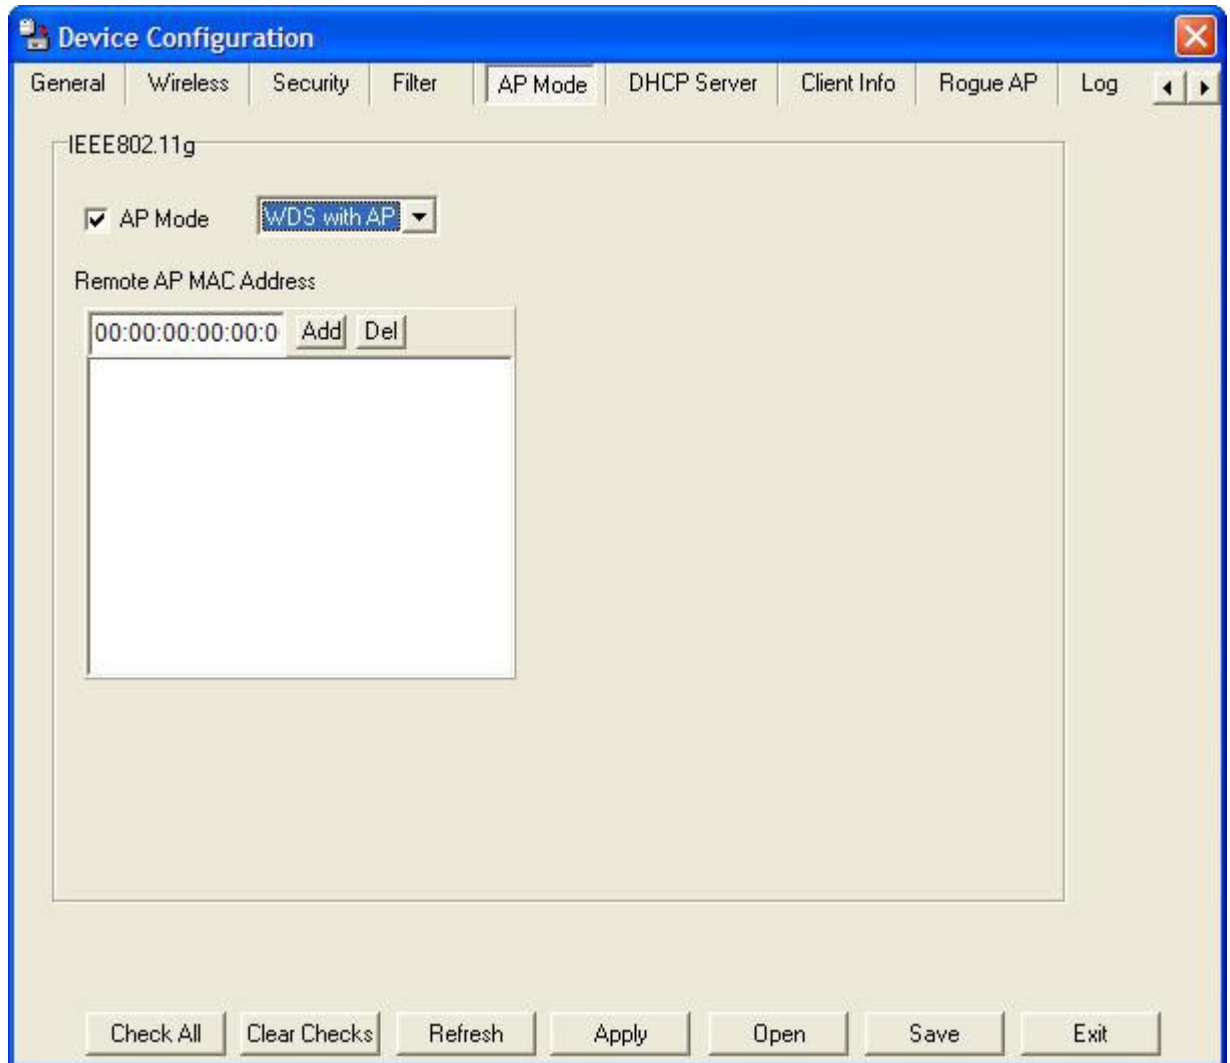 Device Configuration
General Wireless Security Filter AP Mode DHCP Server Client Info Rogue AP Log
IEEE802.11g
AP Mode WDS with AP
Remote AP MAC Address
00:00:00:00:00:0 Add Del
Check All Clear Checks Refresh Apply Open Save Exit